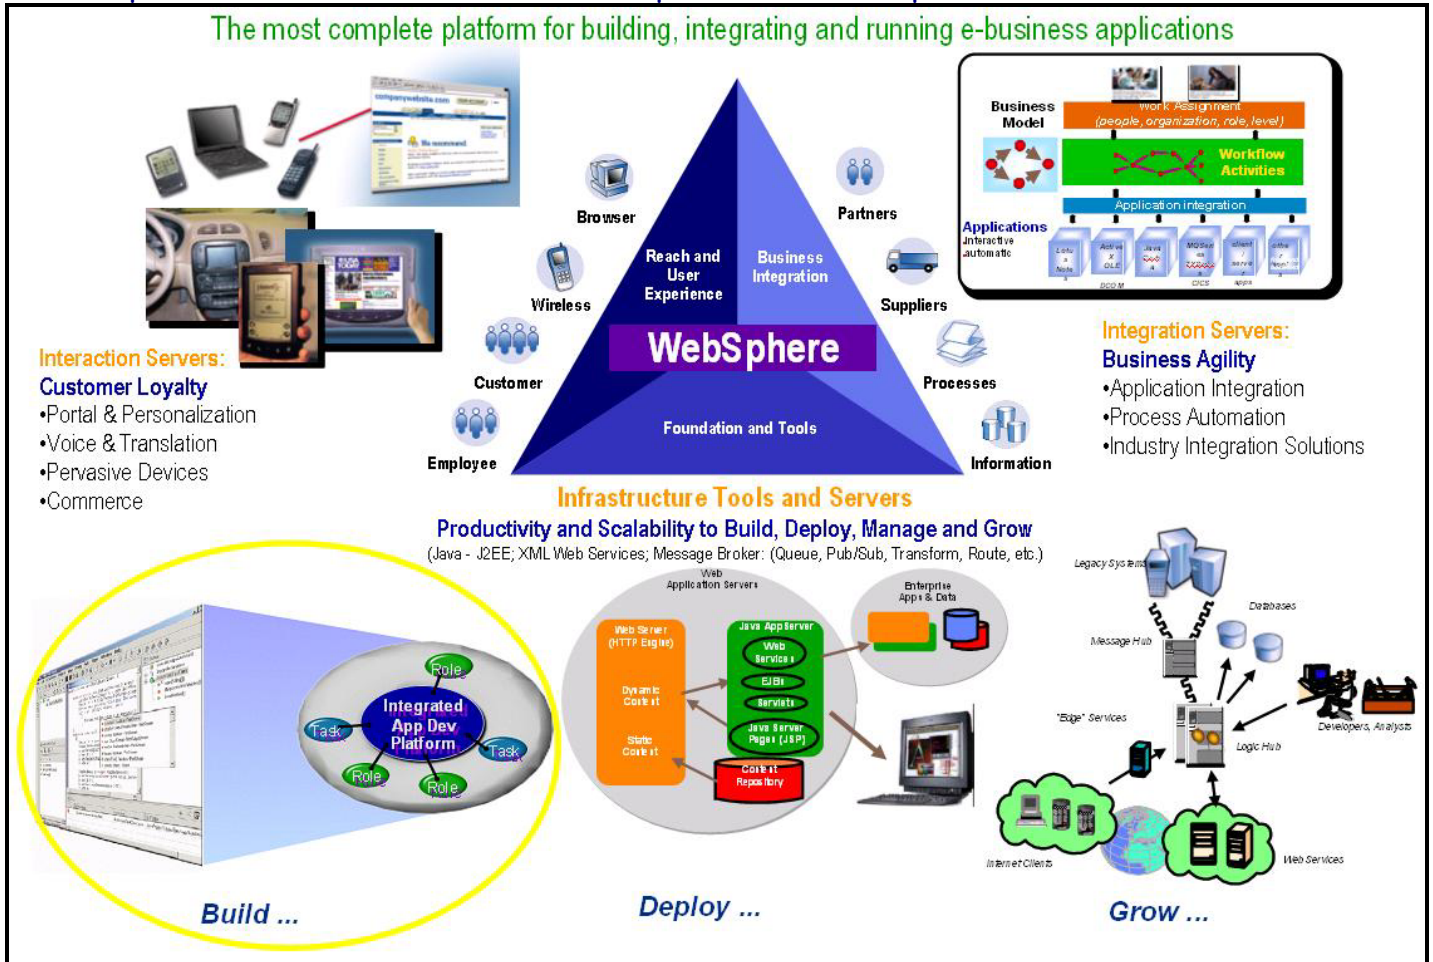 The most complete platform for building, integrating and running e-business applications
companywebsite.com
We recommend
Browser
Wireless
Customer
Employee
Reach and
User
Experience
Business
Integration
WebSphere
Foundation and Tools
Partners
Suppliers
Processes
Information
Business
Model
Work Assignment
(people, organization, role, level)
Workflow
Activities
Application integration
Applications
Interactive
automatic
DCOM
CICS
apps
Interaction Servers:
Customer Loyalty
•Portal & Personalization
•Voice & Translation
•Pervasive Devices
•Commerce
Integration Servers:
Business Agility
•Application Integration
•Process Automation
•Industry Integration Solutions
Infrastructure Tools and Servers
Productivity and Scalability to Build, Deploy, Manage and Grow
(Java - J2EE; XML Web Services; Message Broker: (Queue, Pub/Sub, Transform, Route, etc.)
Role
Integrated
App Dev
Platform
Task
Task
Role
Role
Build ...
Web
Application Servers
Web Server
(HTTP Engine)
Dynamic
Content
Static
Content
Java App Server
Web
Services
EJBs
Servlets
Java Server
Pages (JSP)
Content
Repository
Enterprise
Apps & Data
Deploy ...
Legacy Systems
Databases
Message Hub
"Edge" Services
Logic Hub
Developers, Analysts
Internet Clients
Web Services
Grow ...